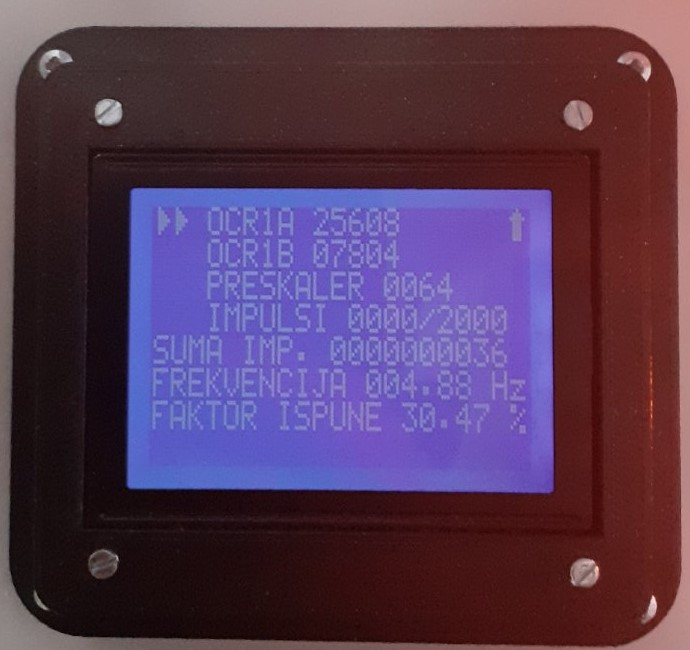 OCR1A 25608
OCR1B 07804
PRESKALER 0064
IMPULSI 0000/2000
SUMA IMP. 0000000036
FREKVENCIJA 004.88 Hz
FAKTOR ISPUNE 30.47 %